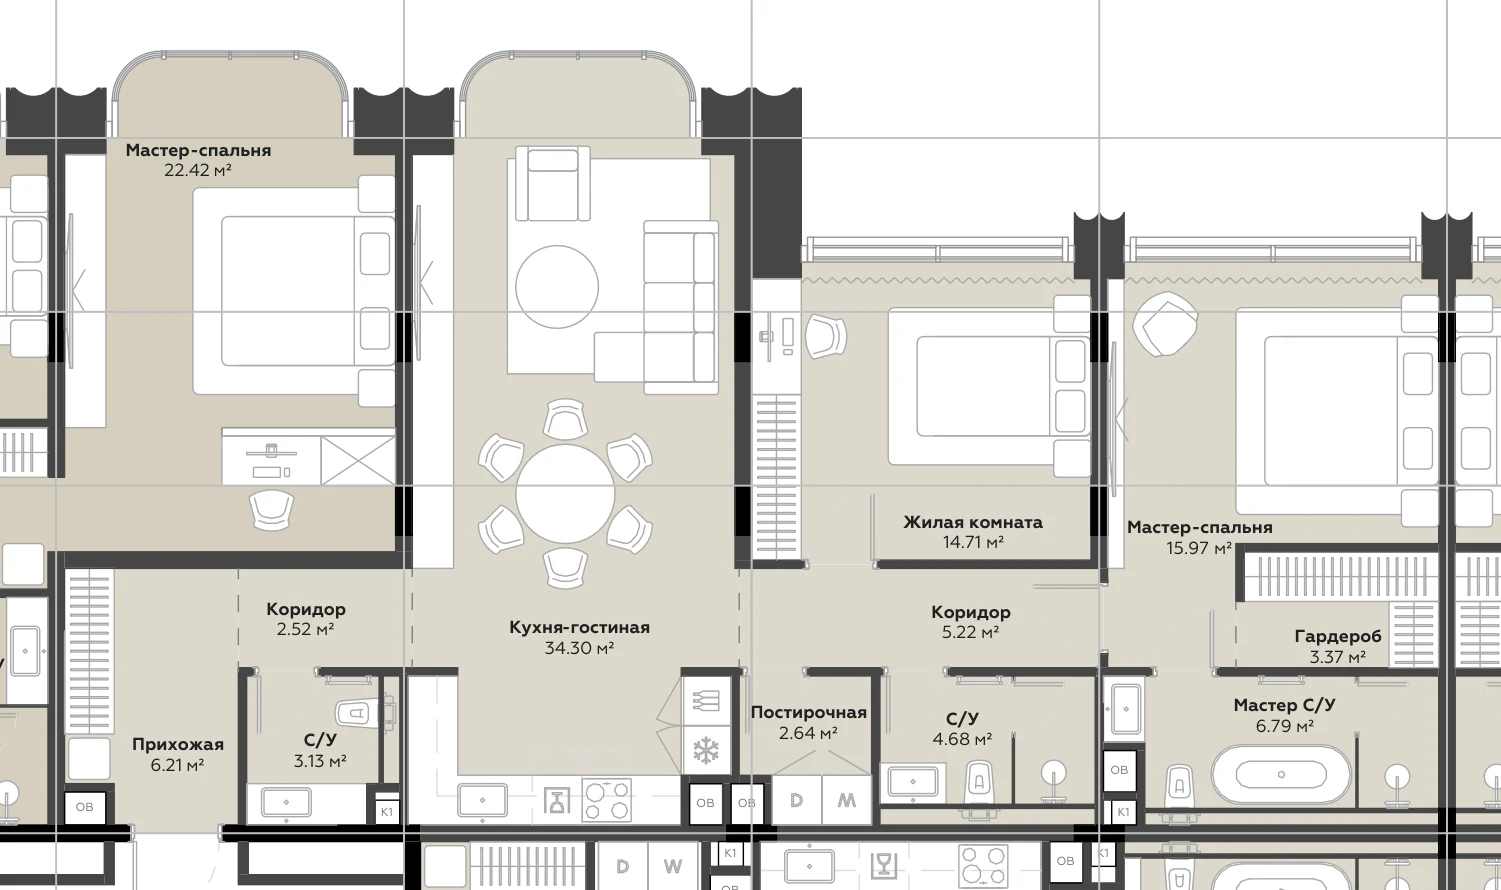 Мастер-спальня
22.42 м²
Жилая комната
14.71 м²
Мастер-спальня
15.97 м²
Коридор
2.52 м²
Кухня-гостиная
34.30 м²
Коридор
5.22 м²
Гардероб
3.37 м²
У
Прихожая
6.21 м²
С/У
3.13 м²
Постирочная
2.64 м²
С/У
4.68 м²
Мастер С/У
6.79 м²
ОВ
К1
ОВ
ОВ
D
W
ОВ
К1
D
W
К1
ОВ
ОВ
К1